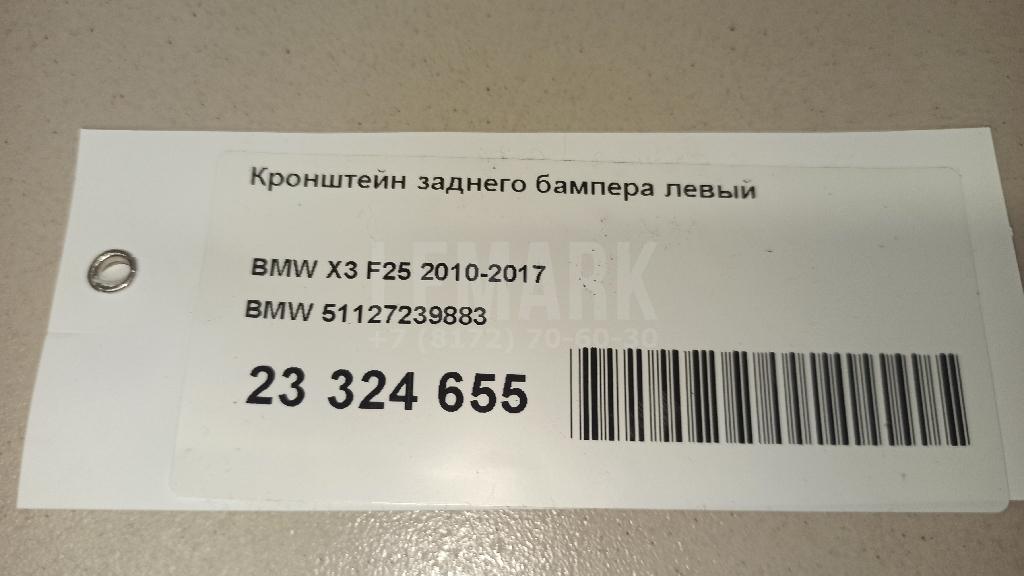 Кронштейн заднего бампера левый
BMW X3 F25 2010-2017
BMW 51127239883
23 324 655
LEMARK
+7 (8172) 70-60-30